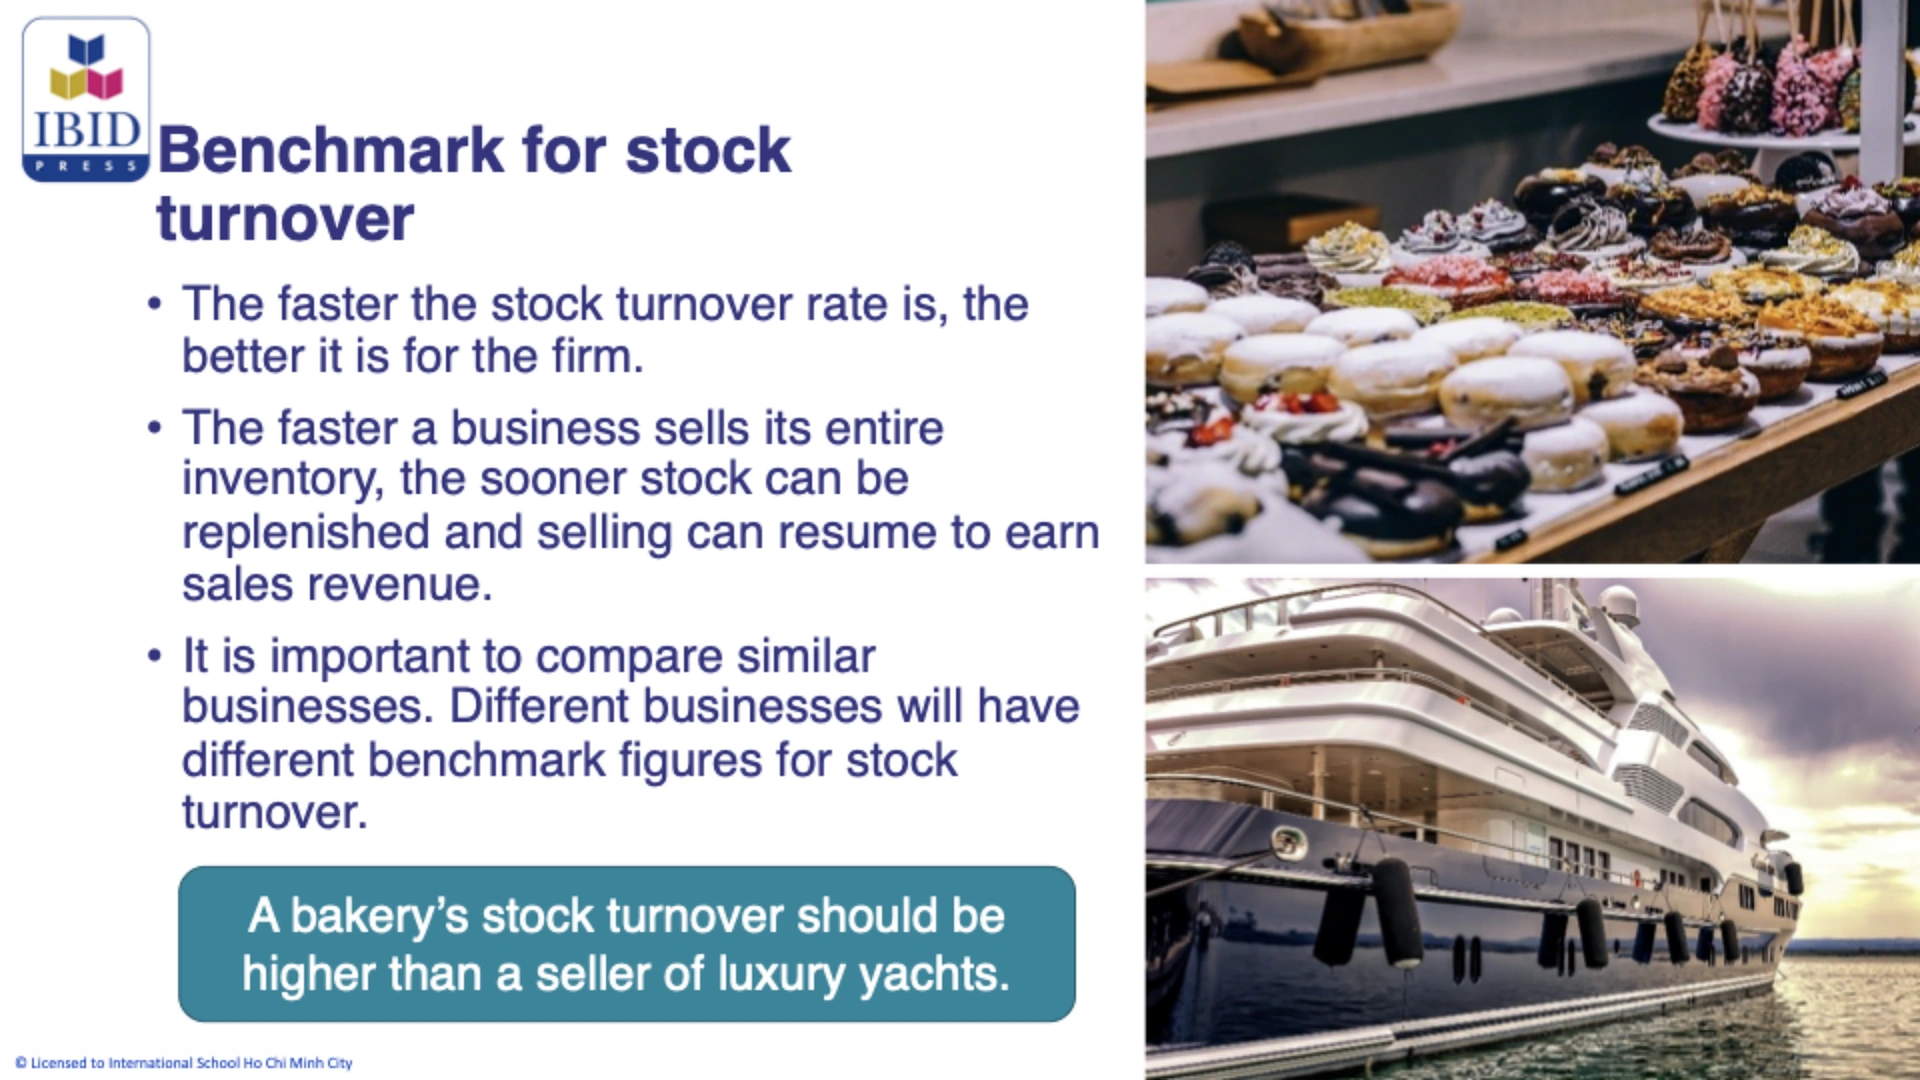 IBID
PRESS
Benchmark for stock
turnover
• The faster the stock turnover rate is, the
better it is for the firm.
• The faster a business sells its entire
inventory, the sooner stock can be
replenished and selling can resume to earn
sales revenue.
• It is important to compare similar
businesses. Different businesses will have
different benchmark figures for stock
turnover.
A bakery’s stock turnover should be
higher than a seller of luxury yachts.
© Licensed to International School Ho Chi Minh City